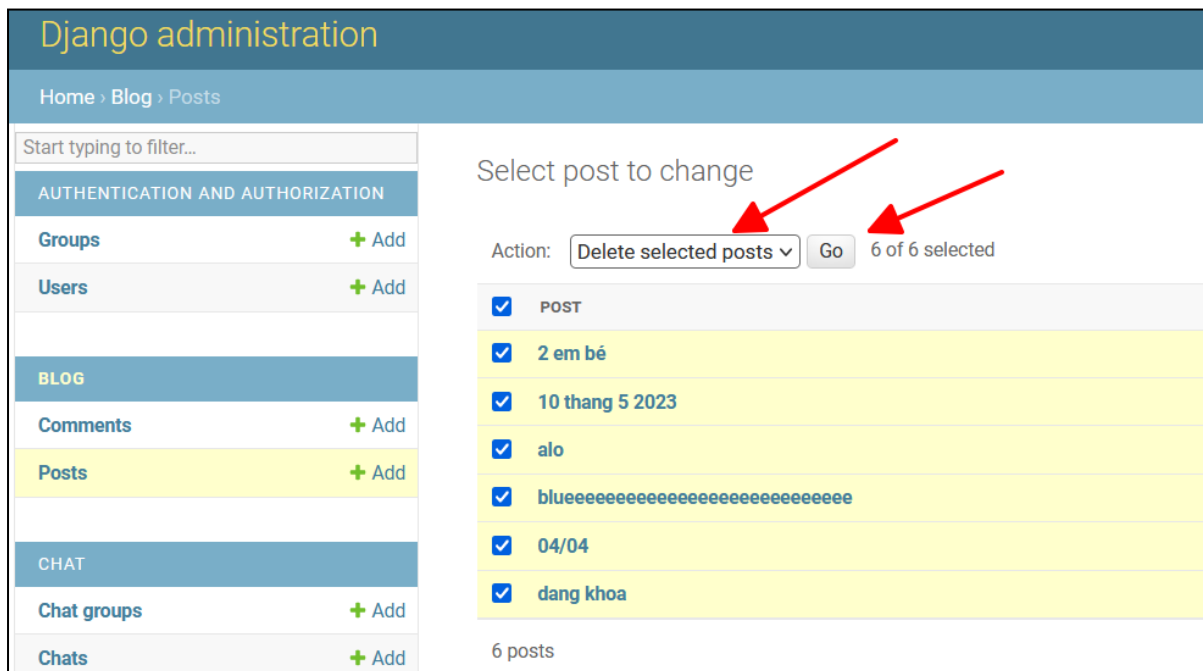 Django administration
Home › Blog › Posts
Start typing to filter...
AUTHENTICATION AND AUTHORIZATION
Groups + Add
Users + Add
BLOG
Comments + Add
Posts + Add
CHAT
Chat groups + Add
Chats + Add
Select post to change
Action: Delete selected posts Go 6 of 6 selected
POST
2 em bé
10 thang 5 2023
alo
blueeeeeeeeeeeeeeeeeeeeeeeeeeee
04/04
dang khoa
6 posts